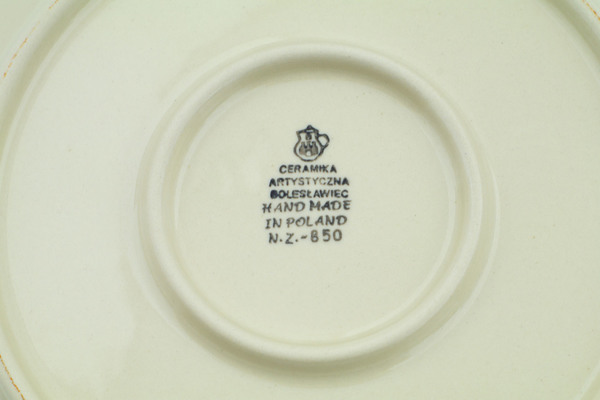 CERAMIKA
ARTYSTYCZNA
BOLESŁAWIEC
HAND MADE
IN POLAND
N.Z.-850